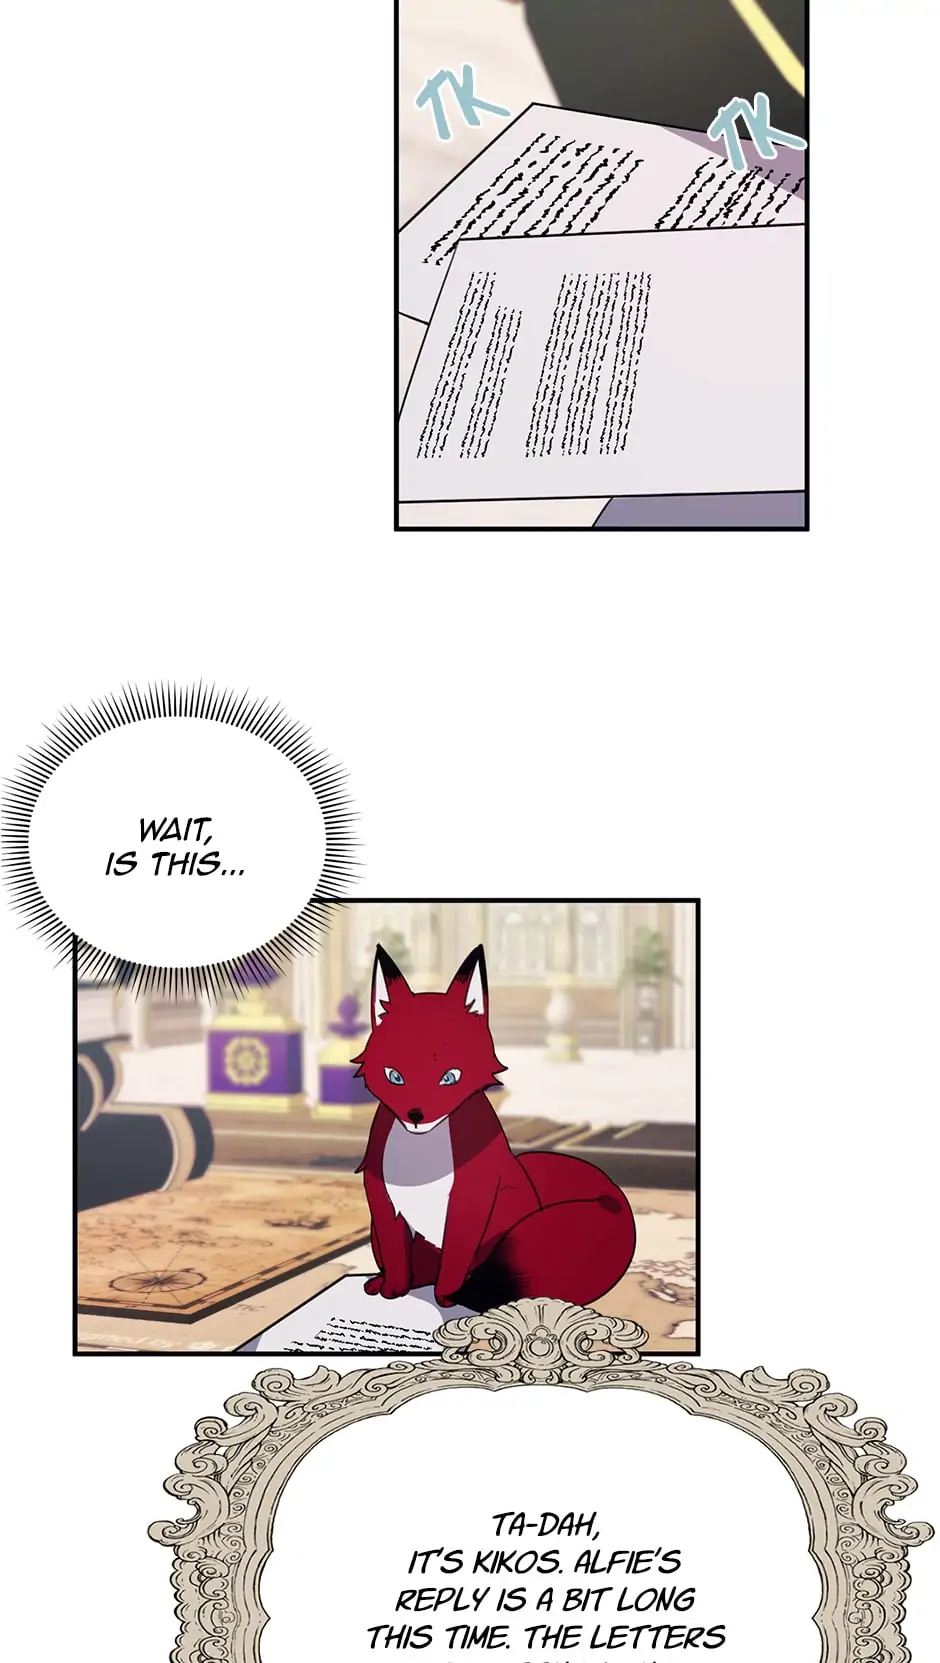 TK
TK
WAIT,
IS THIS...
TA-DAH,
IT'S KIKOS. ALFIE'S
REPLY IS A BIT LONG
THIS TIME. THE LETTERS